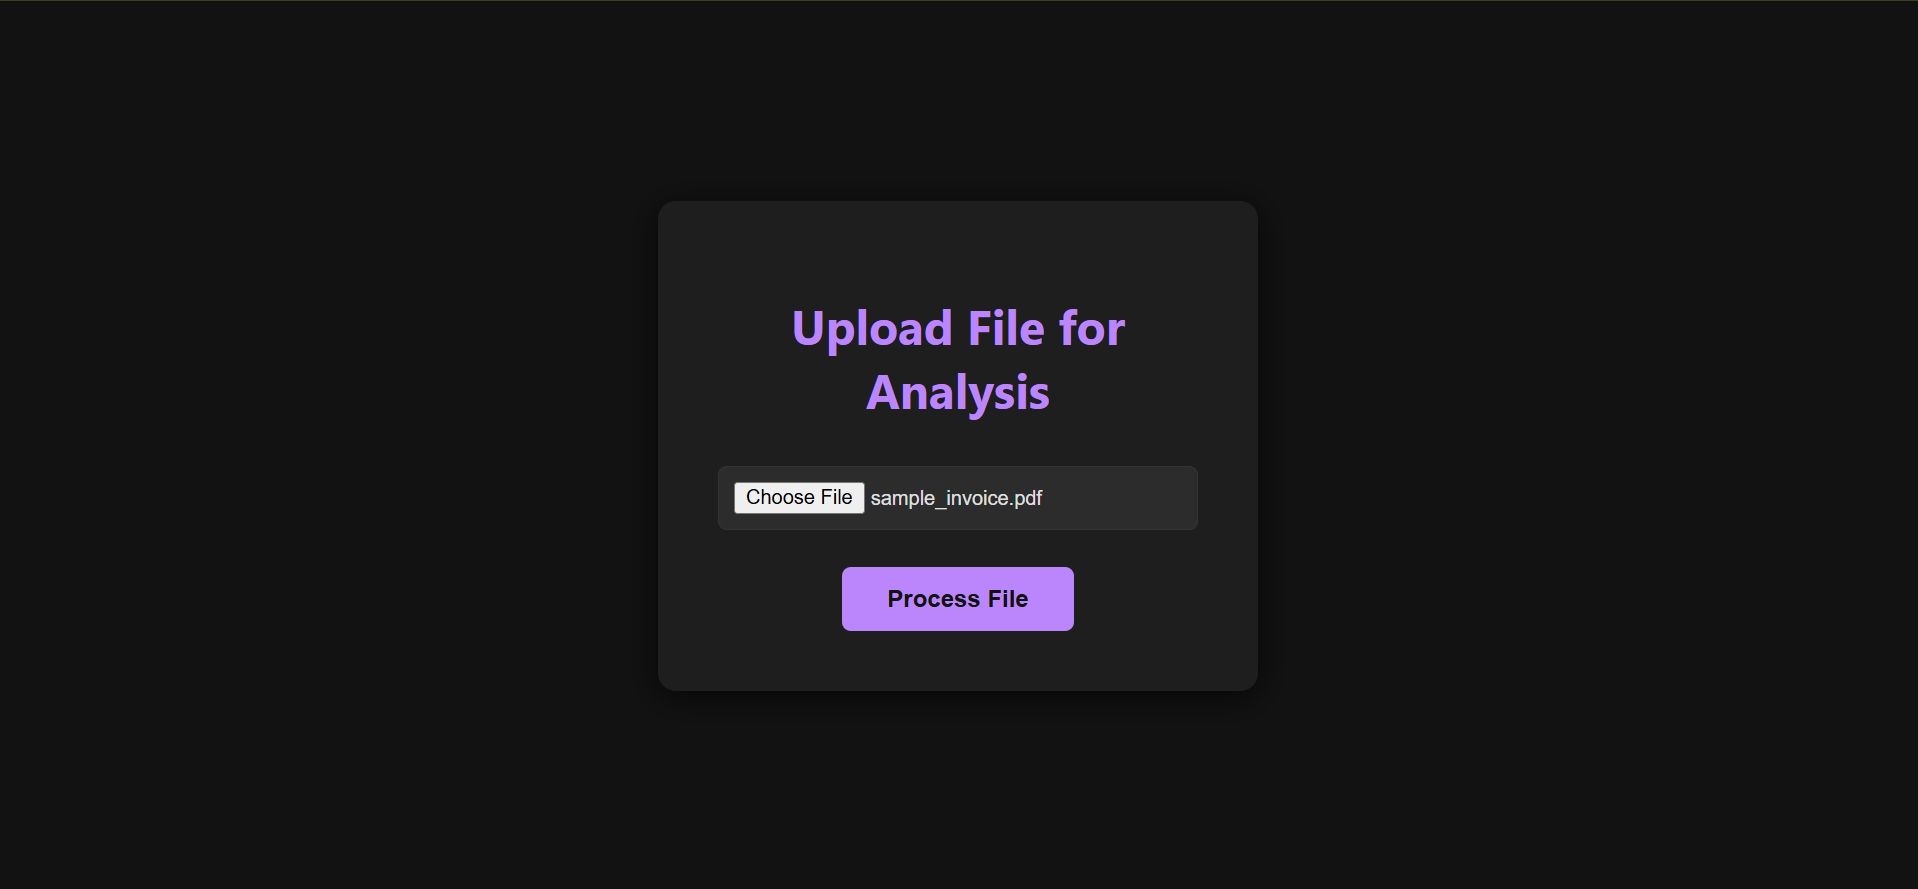 Upload File for
Analysis
Choose File sample_invoice.pdf
Process File